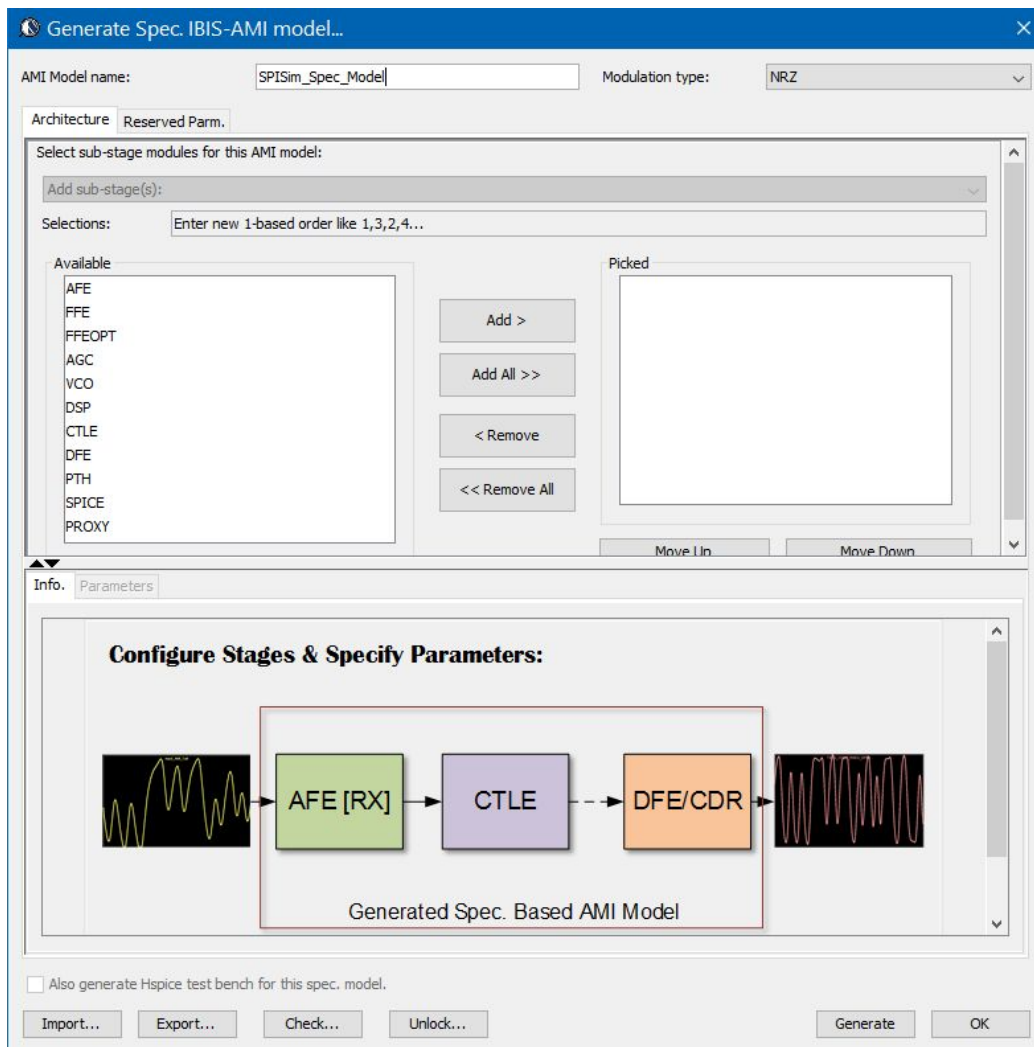 Generate Spec. IBIS-AMI model...
AMI Model name:
SPISim_Spec_Model
Modulation type:
NRZ
Architecture
Reserved Parm.
Select sub-stage modules for this AMI model:
Add sub-stage(s):
Selections:
Enter new 1-based order like 1,3,2,4...
Available
AFE
FFE
FFEOPT
AGC
VCO
DSP
CTLE
DFE
PTH
SPICE
PROXY
Add >
Add All >>
< Remove
<< Remove All
Picked
Move Up
Move Down
Info.
Parameters
Configure Stages & Specify Parameters:
AFE [RX]
CTLE
DFE/CDR
Generated Spec. Based AMI Model
Also generate Hspice test bench for this spec. model.
Import...
Export...
Check...
Unlock...
Generate
OK